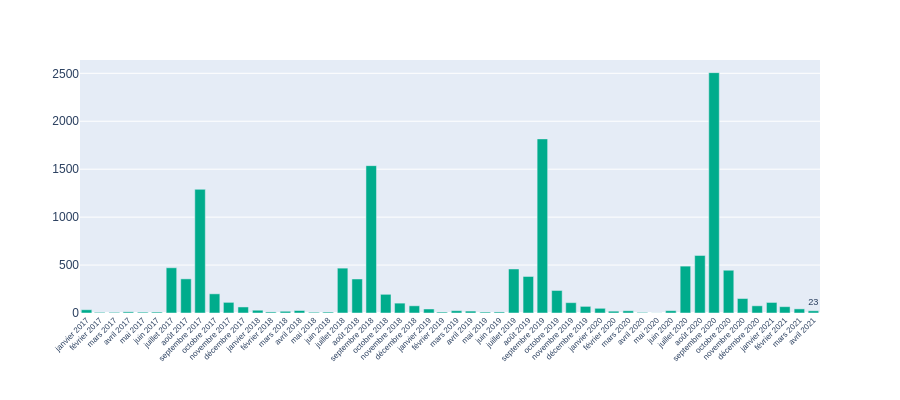 2500
2000
1500
1000
500
0
23
janvier 2017
février 2017
mars 2017
avril 2017
mai 2017
juin 2017
juillet 2017
août 2017
septembre 2017
octobre 2017
novembre 2017
décembre 2017
janvier 2018
février 2018
mars 2018
avril 2018
mai 2018
juin 2018
juillet 2018
août 2018
septembre 2018
octobre 2018
novembre 2018
décembre 2018
janvier 2019
février 2019
mars 2019
avril 2019
mai 2019
juin 2019
juillet 2019
août 2019
septembre 2019
octobre 2019
novembre 2019
décembre 2019
janvier 2020
février 2020
mars 2020
avril 2020
mai 2020
juin 2020
juillet 2020
août 2020
septembre 2020
octobre 2020
novembre 2020
décembre 2020
janvier 2021
février 2021
mars 2021
avril 2021